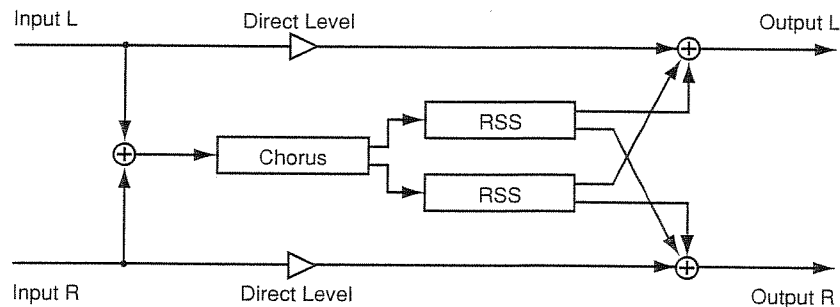 Input L
Direct Level
Output L
RSS
Chorus
RSS
Input R
Direct Level
Output R